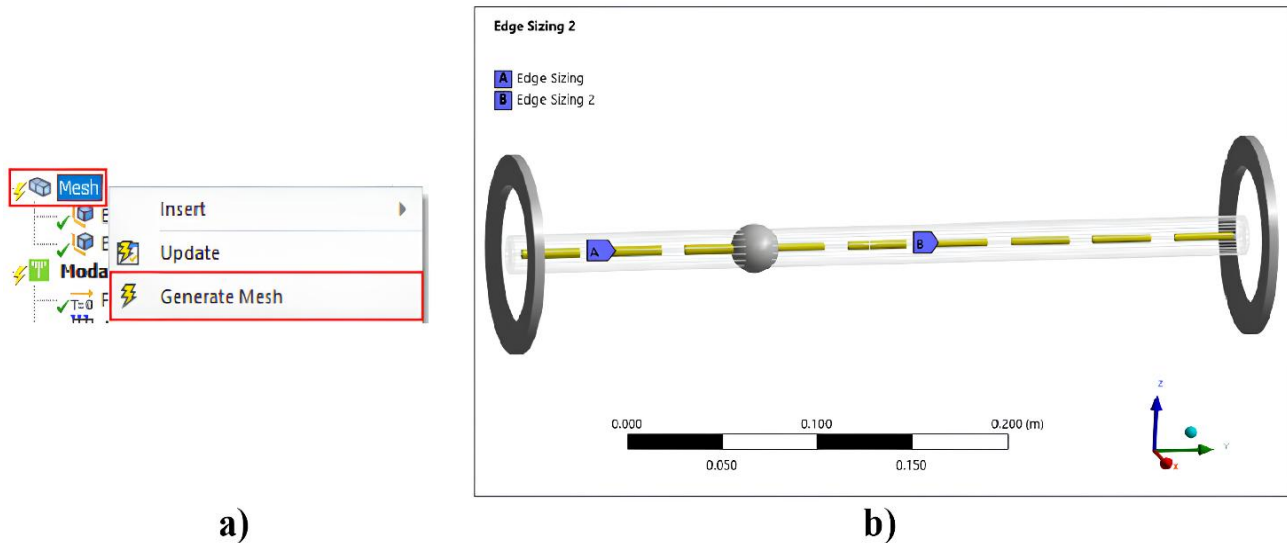 Mesh
Insert
E
Update
E
Moda
Generate Mesh
T=0 F
a)
Edge Sizing 2
A Edge Sizing
B Edge Sizing 2
A
B
0.000 0.100 0.200 (m)
0.050 0.150
Z
Y
X
b)